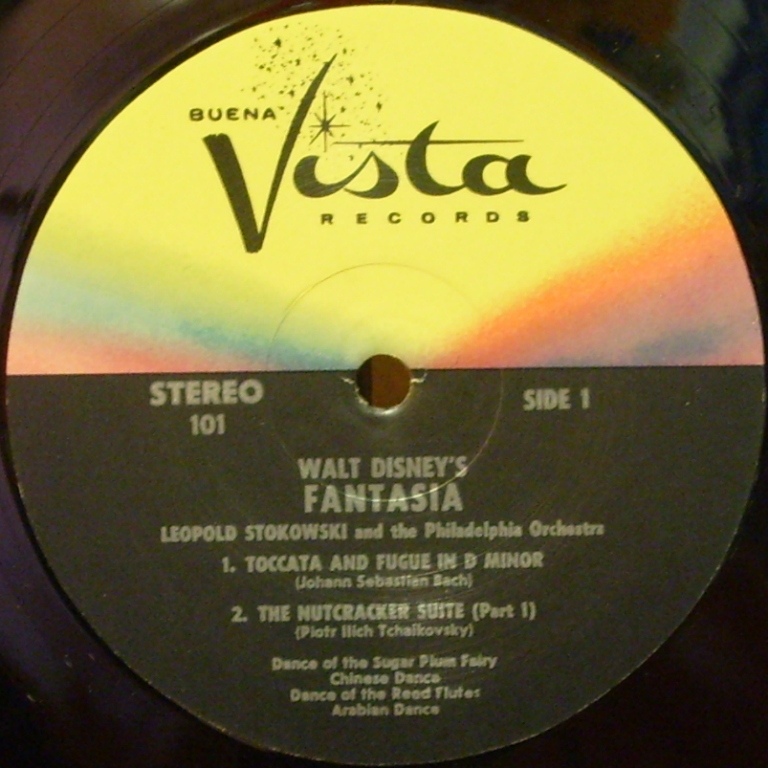 BUENA
Vista
RECORDS
STEREO
101
SIDE 1
WALT DISNEY'S
FANTASIA
LEOPOLD STOKOWSKI and the Philadelphia Orchestra
1. TOCCATA AND FUGUE IN D MINOR
(Johann Sebastian Bach)
2. THE NUTCRACKER SUITE (Part 1)
(Piotr Ilich Tchaikovsky)
Dance of the Sugar Plum Fairy
Chinese Dance
Dance of the Reed Flutes
Arabian Dance